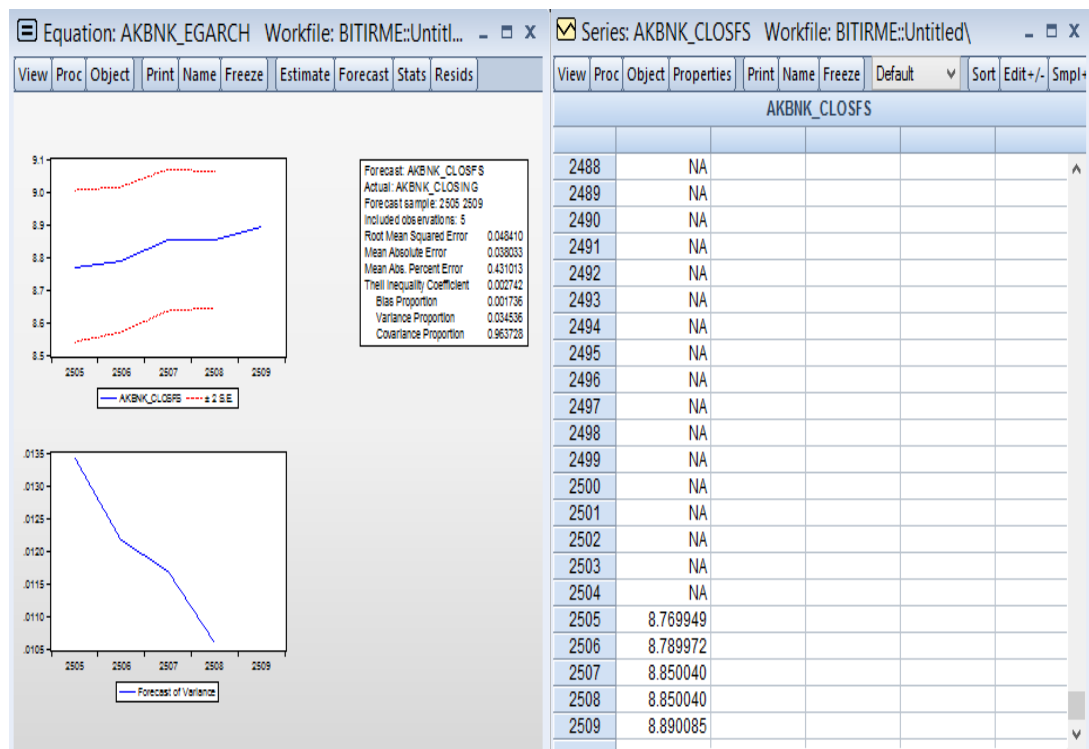 Equation: AKBNK_EGARCH Workfile: BITIRME::Untitl...
View Proc Object Print Name Freeze Estimate Forecast Stats Resids
9.1
9.0
8.9
8.8
8.7
8.6
8.5
2505 2506 2507 2508 2509
AKBNK_CLOSFS ± 2 S.E.
Forecast: AKBNK_CLOSFS
Actual: AKBNK_CLOSING
Forecast sample: 2505 2509
Included observations: 5
Root Mean Squared Error 0.048410
Mean Absolute Error 0.038033
Mean Abs. Percent Error 0.431013
Theil Inequality Coefficient 0.002742
Bias Proportion 0.001736
Variance Proportion 0.034536
Covariance Proportion 0.963728
.0135
.0130
.0125
.0120
.0115
.0110
.0105
2505 2506 2507 2508 2509
Forecast of Variance
Series: AKBNK_CLOSFS Workfile: BITIRME::Untitled\
View Proc Object Properties Print Name Freeze Default Sort Edit+/- Smpl+
AKBNK_CLOSFS
2488 NA
2489 NA
2490 NA
2491 NA
2492 NA
2493 NA
2494 NA
2495 NA
2496 NA
2497 NA
2498 NA
2499 NA
2500 NA
2501 NA
2502 NA
2503 NA
2504 NA
2505 8.769949
2506 8.789972
2507 8.850040
2508 8.850040
2509 8.890085